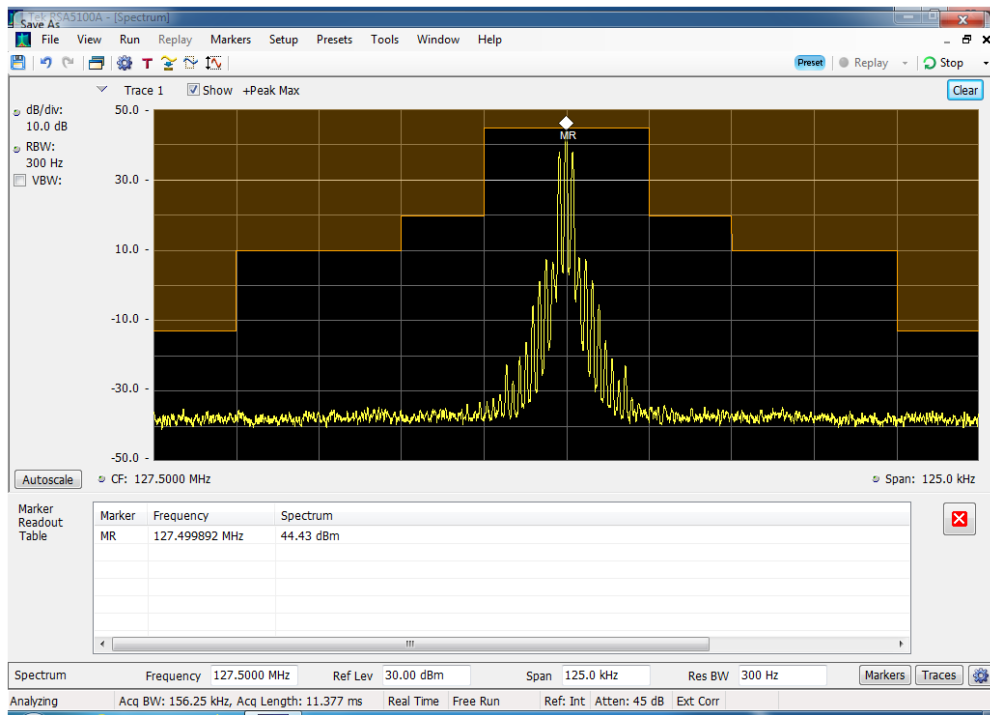 Tek RSA5100A - [Spectrum]
Save As
File View Run Replay Markers Setup Presets Tools Window Help
Preset Replay Stop
Trace 1 Show +Peak Max Clear
dB/div:
10.0 dB
RBW:
300 Hz
VBW:
50.0
30.0
10.0
-10.0
-30.0
-50.0
MR
Autoscale CF: 127.5000 MHz Span: 125.0 kHz
Marker Readout Table
Marker Frequency Spectrum
MR 127.499892 MHz 44.43 dBm
Spectrum Frequency 127.5000 MHz Ref Lev 30.00 dBm Span 125.0 kHz Res BW 300 Hz Markers Traces
Analyzing Acq BW: 156.25 kHz, Acq Length: 11.377 ms Real Time Free Run Ref: Int Atten: 45 dB Ext Corr